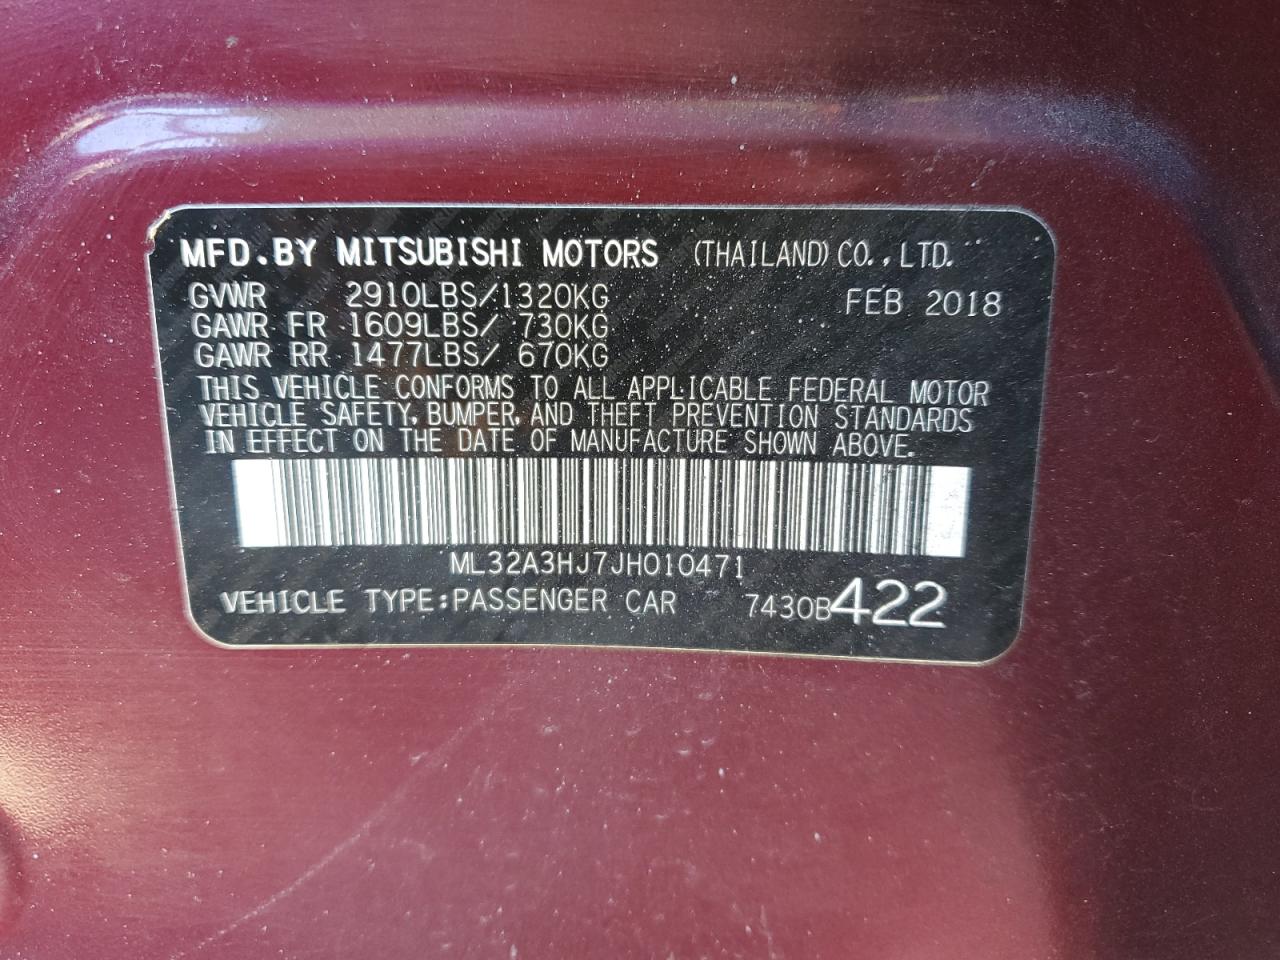 MFD.BY MITSUBISHI MOTORS (THAILAND) CO.,LTD.
GVWR 2910LBS/1320KG FEB 2018
GAWR FR 1609LBS/ 730KG
GAWR RR 1477LBS/ 670KG
THIS VEHICLE CONFORMS TO ALL APPLICABLE FEDERAL MOTOR
VEHICLE SAFETY, BUMPER, AND THEFT PREVENTION STANDARDS
IN EFFECT ON THE DATE OF MANUFACTURE SHOWN ABOVE.
ML32A3HJ7JH010471
VEHICLE TYPE:PASSENGER CAR 7430B422